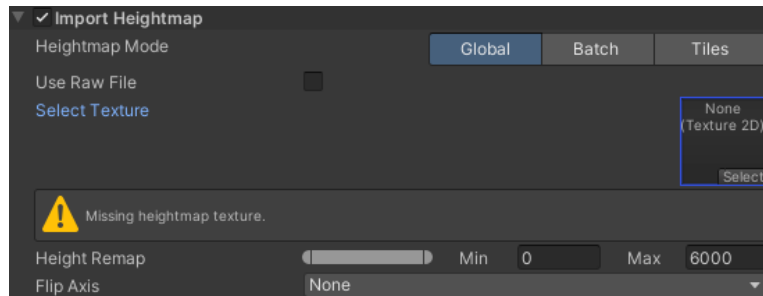 Import Heightmap
Heightmap Mode Global Batch Tiles
Use Raw File
Select Texture
None
(Texture 2D)
Select
Missing heightmap texture.
Height Remap Min 0 Max 6000
Flip Axis None